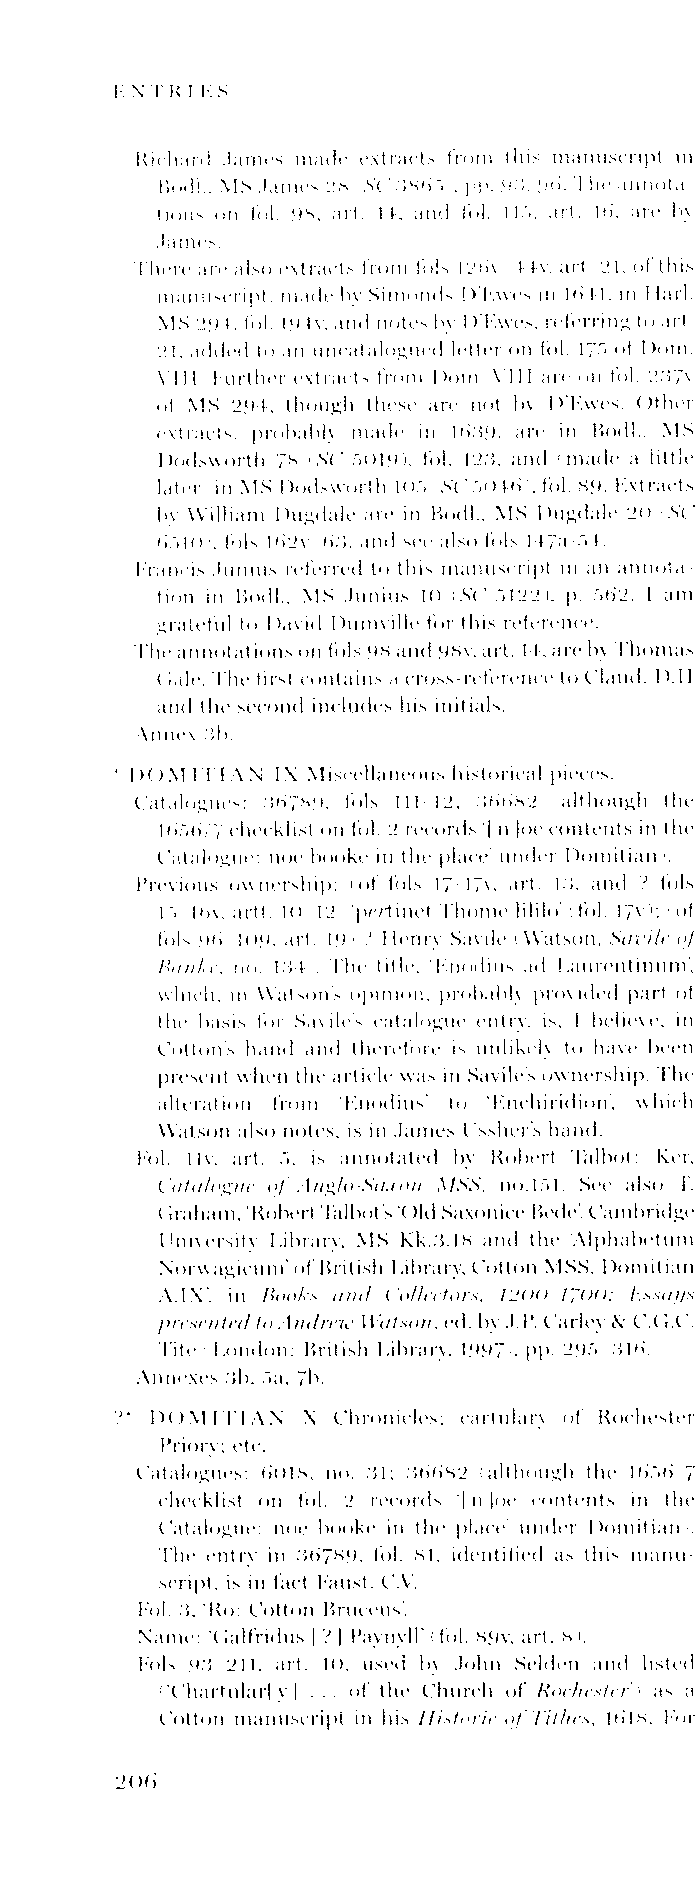 ENTRIES
Richard James made extracts from this manuscript in
Bodl., MS James 28 (SC 3865), pp. 93, 96. The annota-
tions on fol. 98, art. 14, and fol. 115, art. 16, are by
James.
There are also extracts from fols 126v–44v, art. 21, of this
manuscript, made by Simonds D'Ewes in 1641, in Harl.
MS 294, fol. 194v, and notes by D'Ewes, referring to art.
21, added to an uncatalogued letter on fol. 175 of Dom.
VIII. Further extracts from Dom. VIII are on fol. 237v
of MS 294, though these are not by D'Ewes. Other
extracts, probably made in 1639, are in Bodl., MS
Dodsworth 78 (SC 5019), fol. 123, and (made a little
later) in MS Dodsworth 105 (SC 5046), fol. 89. Extracts
by William Dugdale are in Bodl., MS Dugdale 20 (SC
6510), fols 162v–63, and see also fols 147a–54.
Francis Junius referred to this manuscript in an annota-
tion in Bodl., MS Junius 10 (SC 5122), p. 562. I am
grateful to David Dumville for this reference.
The annotations on fols 98 and 98v, art. 14, are by Thomas
Gale. The first contains a cross-reference to Claud. D.II
and the second includes his initials.
Annex 3b.
* DOMITIAN IX Miscellaneous historical pieces.
Catalogues: 36789, fols 111–12; 36682 (although the
1656/7 checklist on fol. 2 records '[n]oe contents in the
Catalogue: noe booke in the place' under Domitian).
Previous ownership: (of fols 17–17v, art. 13, and ? fols
15–16v, artt. 10–12) 'pertinet Thome lililo' (fol. 17v); (of
fols 96–109, art. 19) ? Henry Savile (Watson, Savile of
Banke, no. 134). The title, 'Enodius ad Laurentinum',
which, in Watson's opinion, probably provided part of
the basis for Savile's catalogue entry, is, I believe, in
Cotton's hand and therefore is unlikely to have been
present when the article was in Savile's ownership. The
alteration from 'Enodius' to 'Enchiridion', which
Watson also notes, is in James Ussher's hand.
Fol. 11v, art. 5, is annotated by Robert Talbot: Ker,
Catalogue of Anglo-Saxon MSS, no.151. See also T.
Graham, 'Robert Talbot's "Old Saxonice Bede": Cambridge
University Library, MS Kk.3.18 and the "Alphabetum
Norwagicum" of British Library, Cotton MSS, Domitian
A.IX', in Books and Collectors, 1200–1700: Essays
presented to Andrew Watson, ed. by J.P. Carley & C.G.C.
Tite (London: British Library, 1997), pp. 295–316.
Annexes 3b, 5a, 7b.
?* DOMITIAN X Chronicles; cartulary of Rochester
Priory; etc.
Catalogues: 6018, no. 31; 36682 (although the 1656/7
checklist on fol. 2 records '[n]oe contents in the
Catalogue: noe booke in the place' under Domitian).
The entry in 36789, fol. 81, identified as this manu-
script, is in fact Faust. C.V.
Fol. 3, 'Ro: Cotton Bruceus'.
Name: 'Galfridus [?] Paynyll' (fol. 89v, art. 8).
Fols 93–211, art. 10, used by John Selden and listed
('Chartular[y] ... of the Church of Rochester') as a
Cotton manuscript in his Historie of Tithes, 1618. For
206